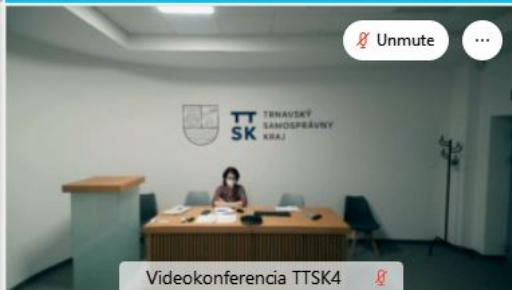 Unmute
TT
SK
TRNAVSKÝ
SAMOSPRÁVNY
KRAJ
Videokonferencia TTSK4